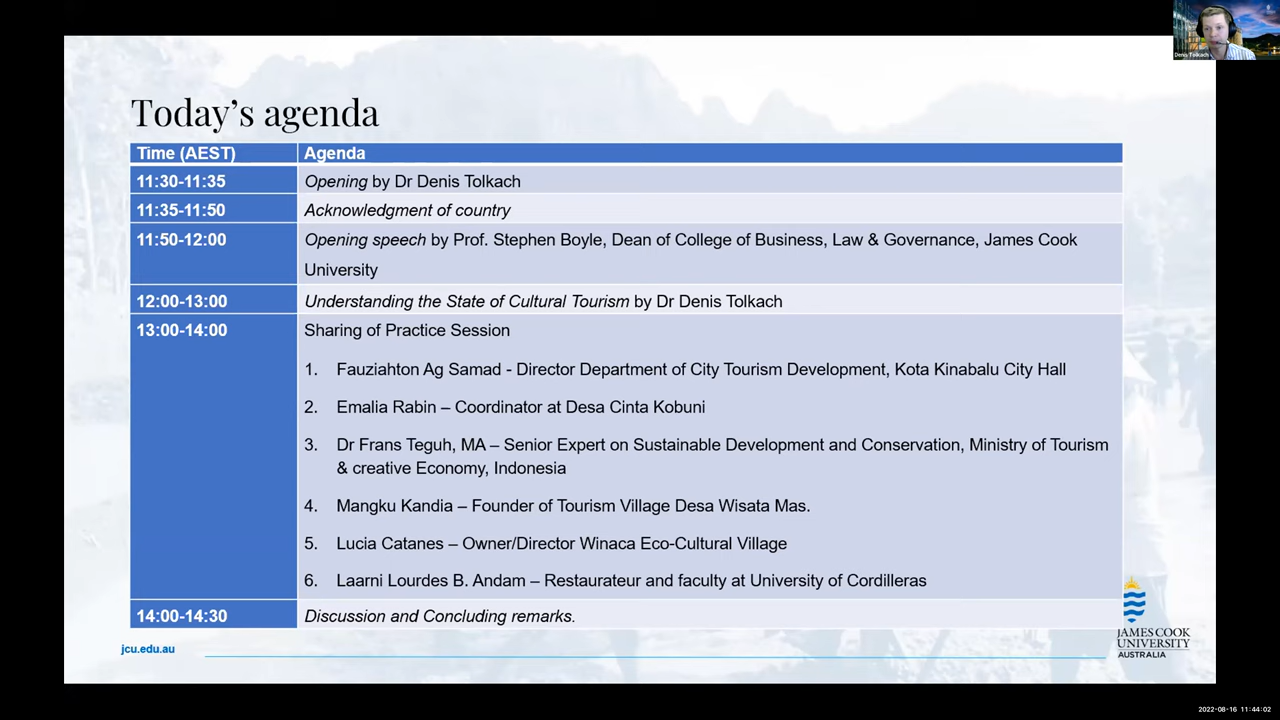 Denis Tolkach
Today's agenda
Time (AEST) Agenda
11:30-11:35 Opening by Dr Denis Tolkach
11:35-11:50 Acknowledgment of country
11:50-12:00 Opening speech by Prof. Stephen Boyle, Dean of College of Business, Law & Governance, James Cook
University
12:00-13:00 Understanding the State of Cultural Tourism by Dr Denis Tolkach
13:00-14:00 Sharing of Practice Session
1. Fauziahton Ag Samad - Director Department of City Tourism Development, Kota Kinabalu City Hall
2. Emalia Rabin – Coordinator at Desa Cinta Kobuni
3. Dr Frans Teguh, MA – Senior Expert on Sustainable Development and Conservation, Ministry of Tourism
& creative Economy, Indonesia
4. Mangku Kandia – Founder of Tourism Village Desa Wisata Mas.
5. Lucia Catanes – Owner/Director Winaca Eco-Cultural Village
6. Laarni Lourdes B. Andam – Restaurateur and faculty at University of Cordilleras
14:00-14:30 Discussion and Concluding remarks.
jcu.edu.au
JAMES COOK
UNIVERSITY
AUSTRALIA
2022-08-16 11:44:02